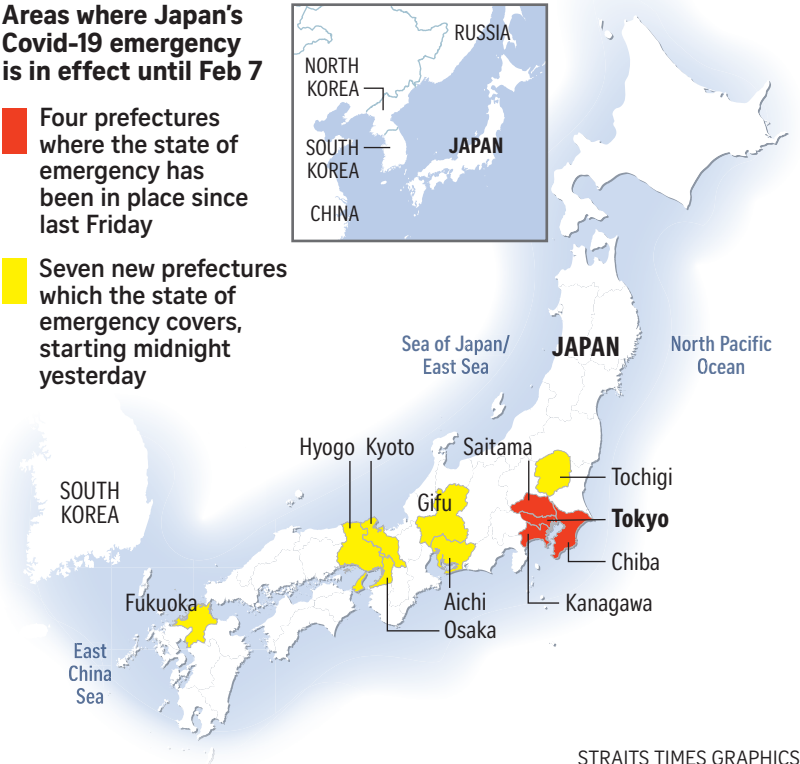 Areas where Japan's
Covid-19 emergency
is in effect until Feb 7
Four prefectures
where the state of
emergency has
been in place since
last Friday
Seven new prefectures
which the state of
emergency covers,
starting midnight
yesterday
RUSSIA
NORTH
KOREA
SOUTH
KOREA
JAPAN
CHINA
Sea of Japan/
East Sea
JAPAN
North Pacific
Ocean
Hyogo
Kyoto
Saitama
Tochigi
Gifu
SOUTH
KOREA
Tokyo
Chiba
Fukuoka
Aichi
Kanagawa
Osaka
East
China
Sea
STRAITS TIMES GRAPHICS